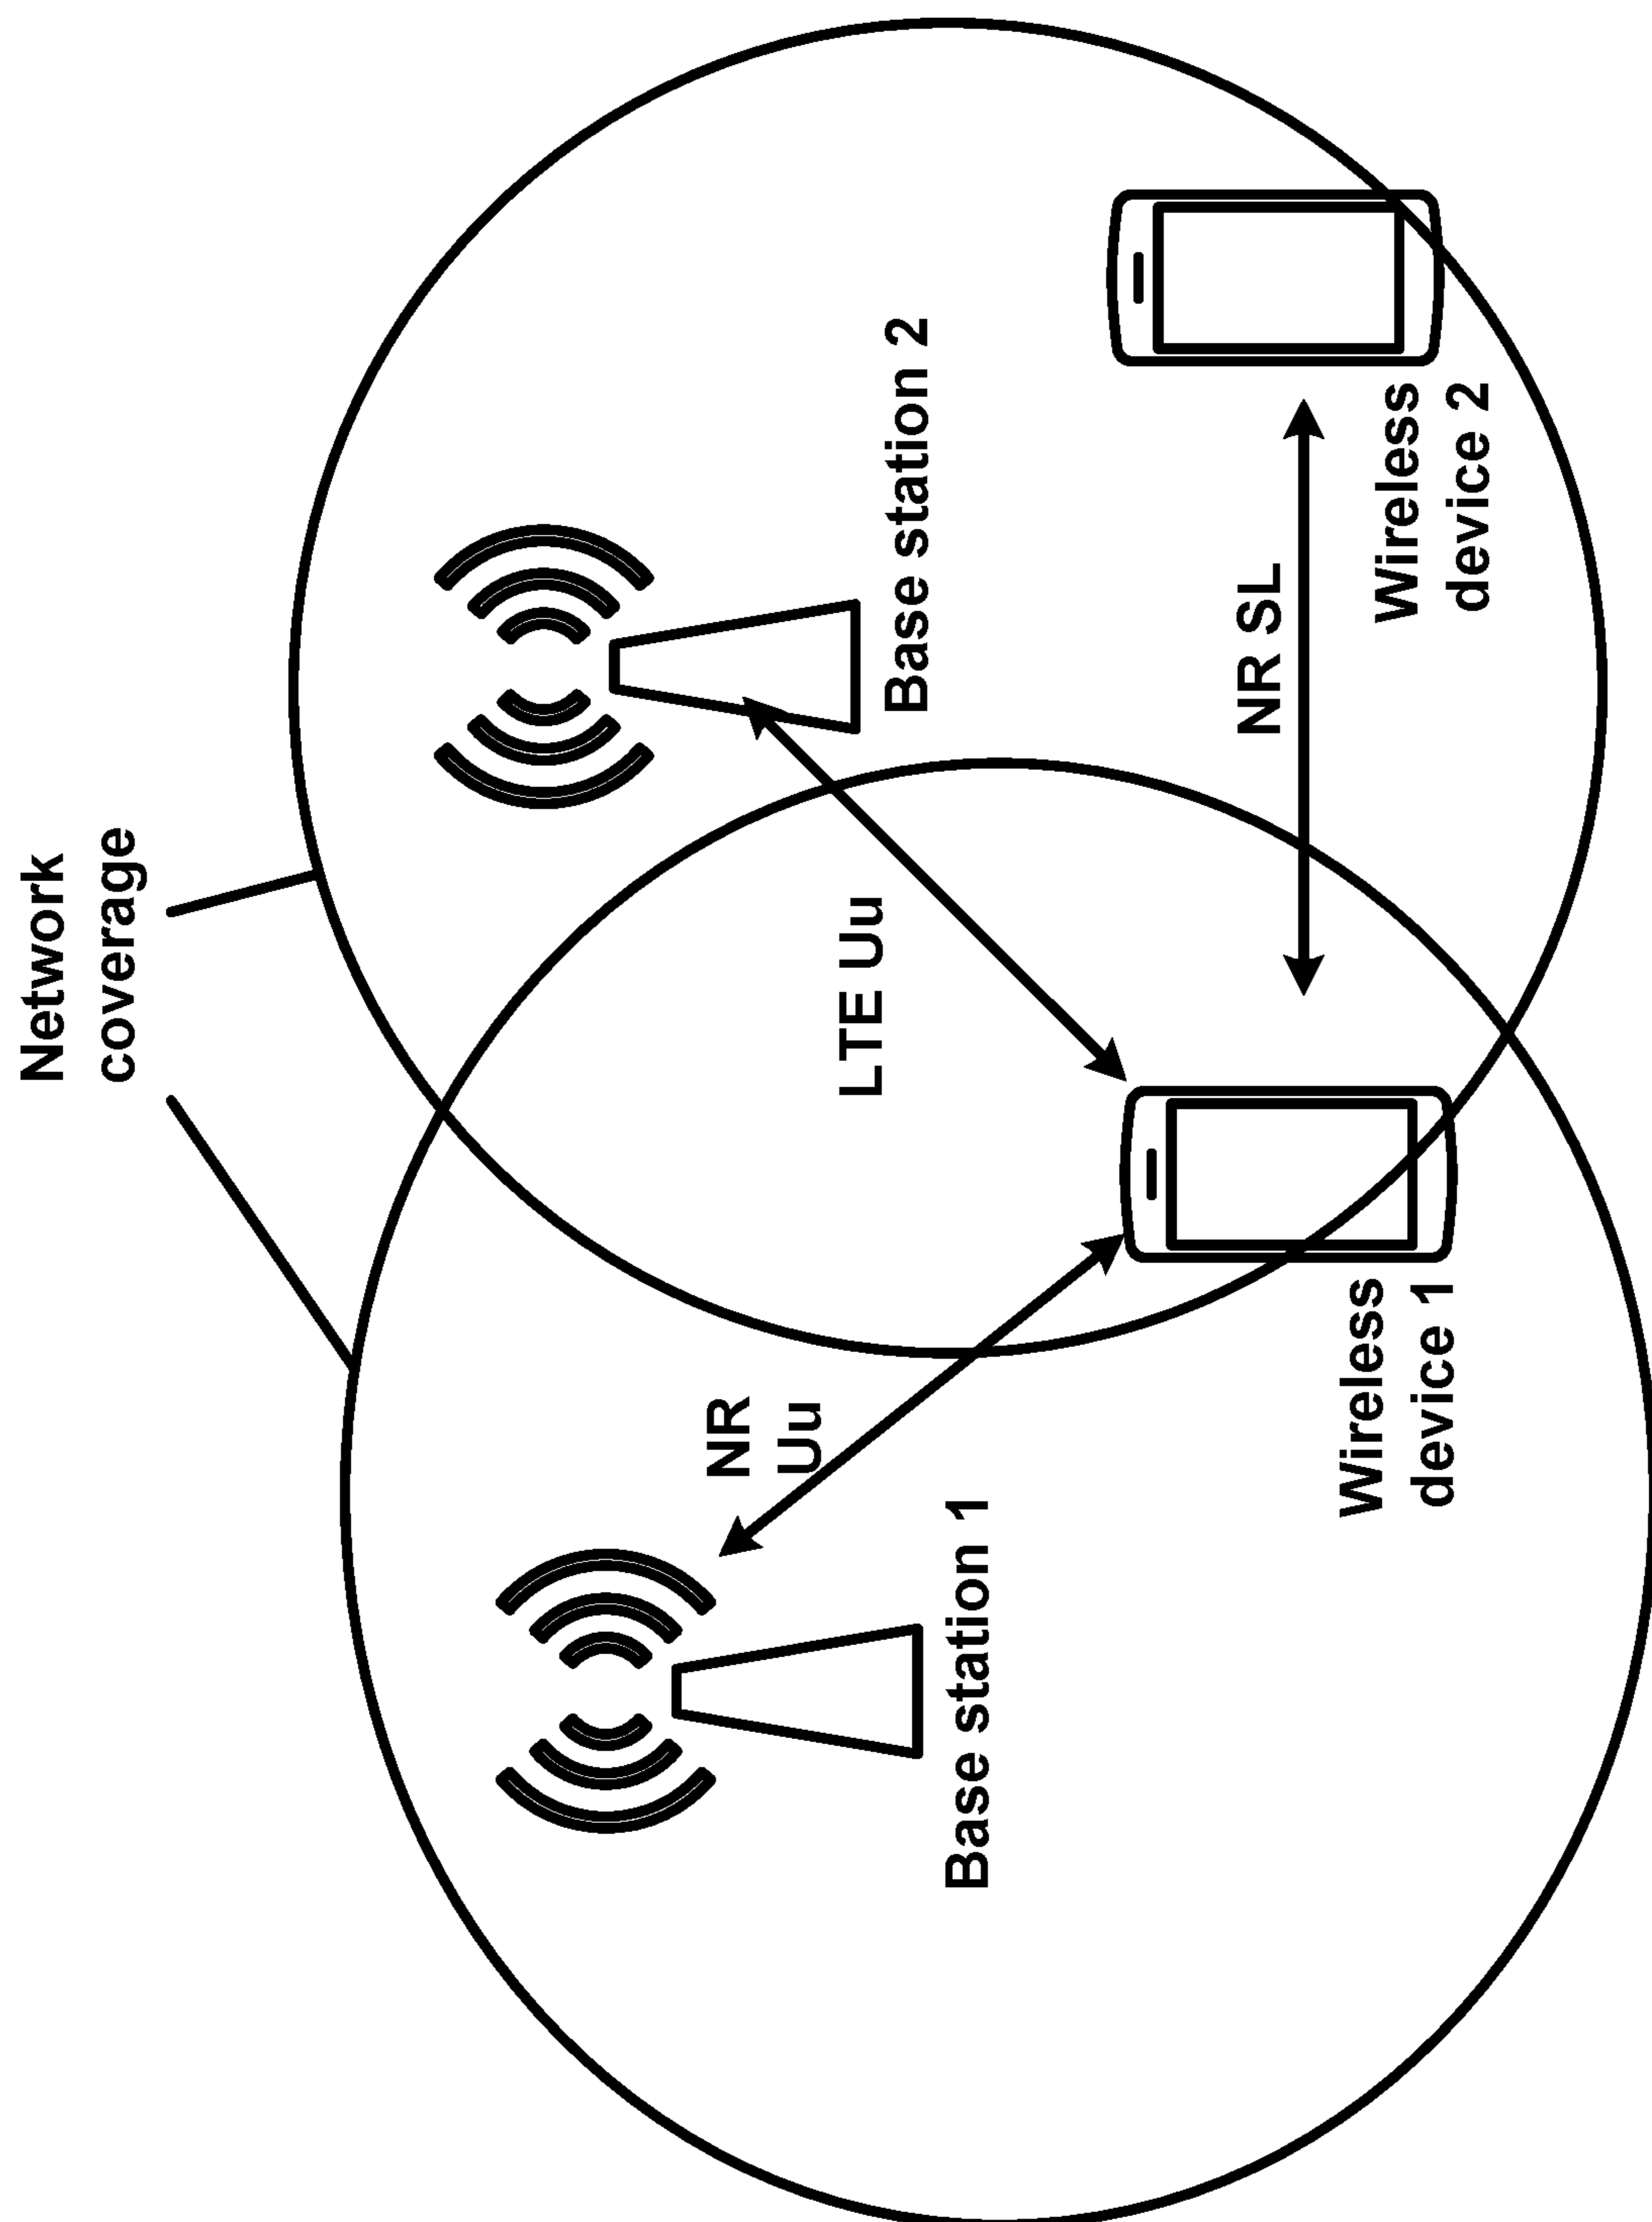 Network
coverage
Base station 2
LTE Uu
NR
Uu
Base station 1
NR SL
Wireless
device 1
Wireless
device 2